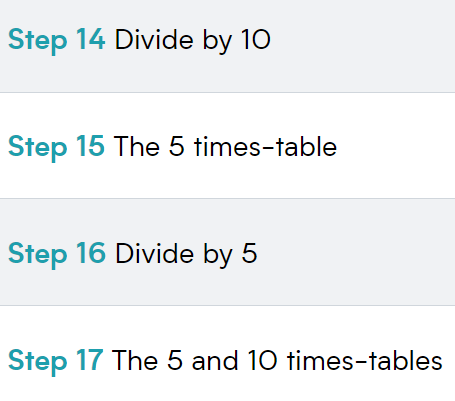 Step 14 Divide by 10
Step 15 The 5 times-table
Step 16 Divide by 5
Step 17 The 5 and 10 times-tables